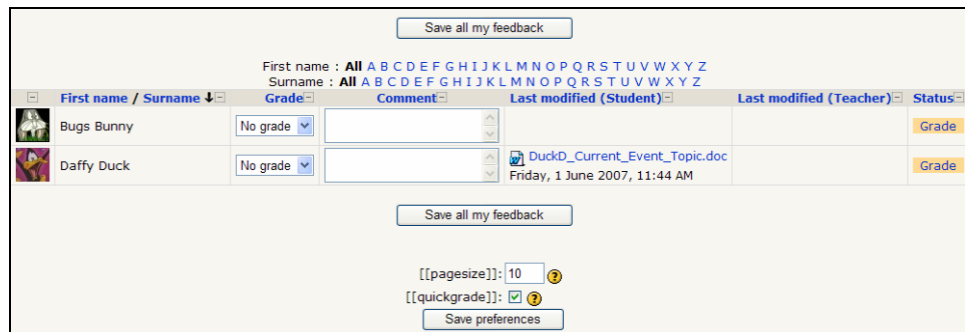 Save all my feedback
First name : All A B C D E F G H I J K L M N O P Q R S T U V W X Y Z
Surname : All A B C D E F G H I J K L M N O P Q R S T U V W X Y Z
First name / Surname Grade Comment Last modified (Student) Last modified (Teacher) Status
Bugs Bunny No grade Grade
Daffy Duck No grade DuckD_Current_Event_Topic.doc Grade
Friday, 1 June 2007, 11:44 AM
Save all my feedback
[[pagesize]]: 10
[[quickgrade]]:
Save preferences